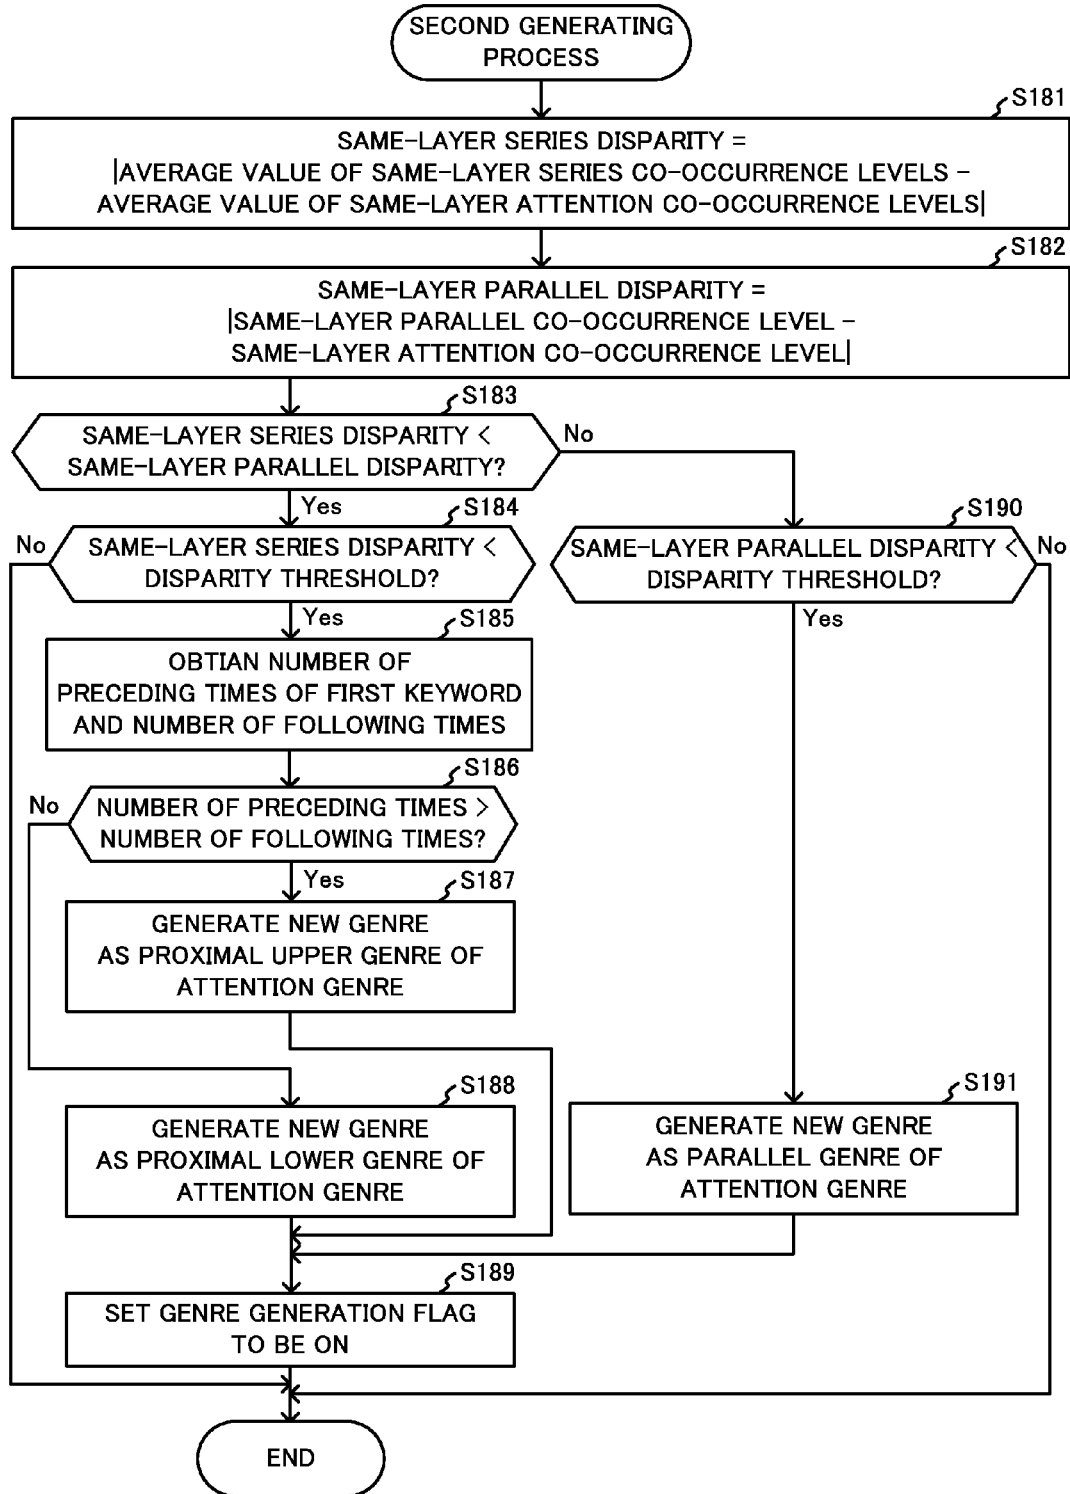 SECOND GENERATING
PROCESS
S181
SAME-LAYER SERIES DISPARITY =
|AVERAGE VALUE OF SAME-LAYER SERIES CO-OCCURRENCE LEVELS -
AVERAGE VALUE OF SAME-LAYER ATTENTION CO-OCCURRENCE LEVELS|
S182
SAME-LAYER PARALLEL DISPARITY =
|SAME-LAYER PARALLEL CO-OCCURRENCE LEVEL -
SAME-LAYER ATTENTION CO-OCCURRENCE LEVEL|
S183
SAME-LAYER SERIES DISPARITY <
SAME-LAYER PARALLEL DISPARITY?
No
Yes
S184
No
SAME-LAYER SERIES DISPARITY <
DISPARITY THRESHOLD?
Yes
S190
SAME-LAYER PARALLEL DISPARITY <
DISPARITY THRESHOLD?
No
Yes
S185
OBTIAN NUMBER OF
PRECEDING TIMES OF FIRST KEYWORD
AND NUMBER OF FOLLOWING TIMES
S186
No
NUMBER OF PRECEDING TIMES >
NUMBER OF FOLLOWING TIMES?
Yes
S187
GENERATE NEW GENRE
AS PROXIMAL UPPER GENRE OF
ATTENTION GENRE
S188
GENERATE NEW GENRE
AS PROXIMAL LOWER GENRE OF
ATTENTION GENRE
S191
GENERATE NEW GENRE
AS PARALLEL GENRE OF
ATTENTION GENRE
S189
SET GENRE GENERATION FLAG
TO BE ON
END